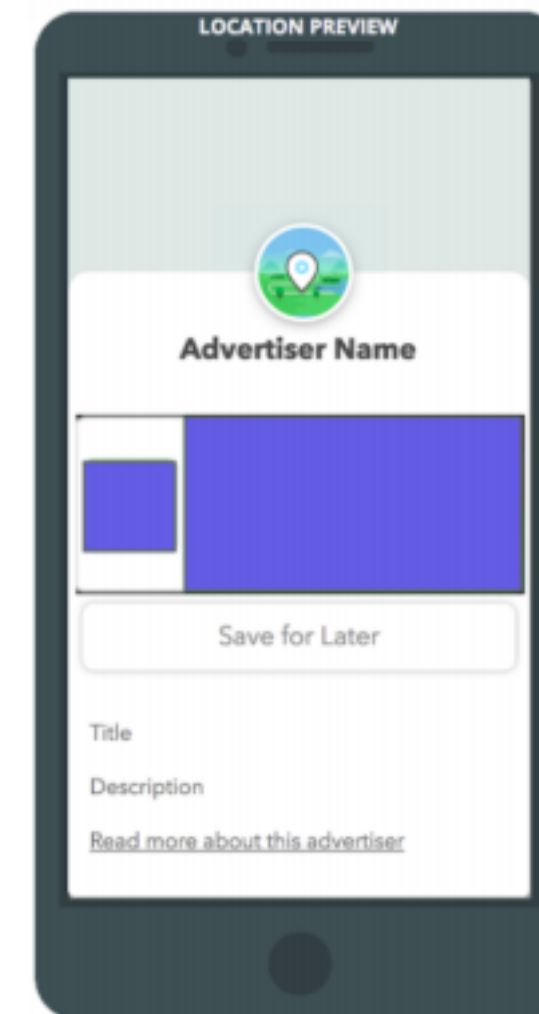 LOCATION PREVIEW
Advertiser Name
Save for Later
Title
Description
Read more about this advertiser